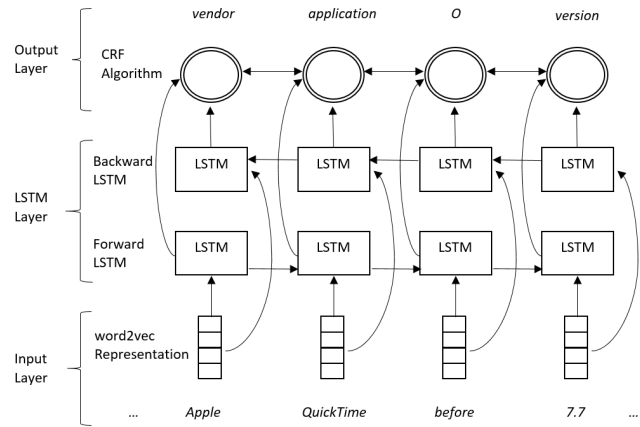 vendor application O version
Output
Layer
CRF
Algorithm
Backward
LSTM
LSTM LSTM LSTM LSTM
LSTM
Layer
Forward
LSTM
LSTM LSTM LSTM LSTM
word2vec
Representation
Input
Layer
... Apple QuickTime before 7.7 ...